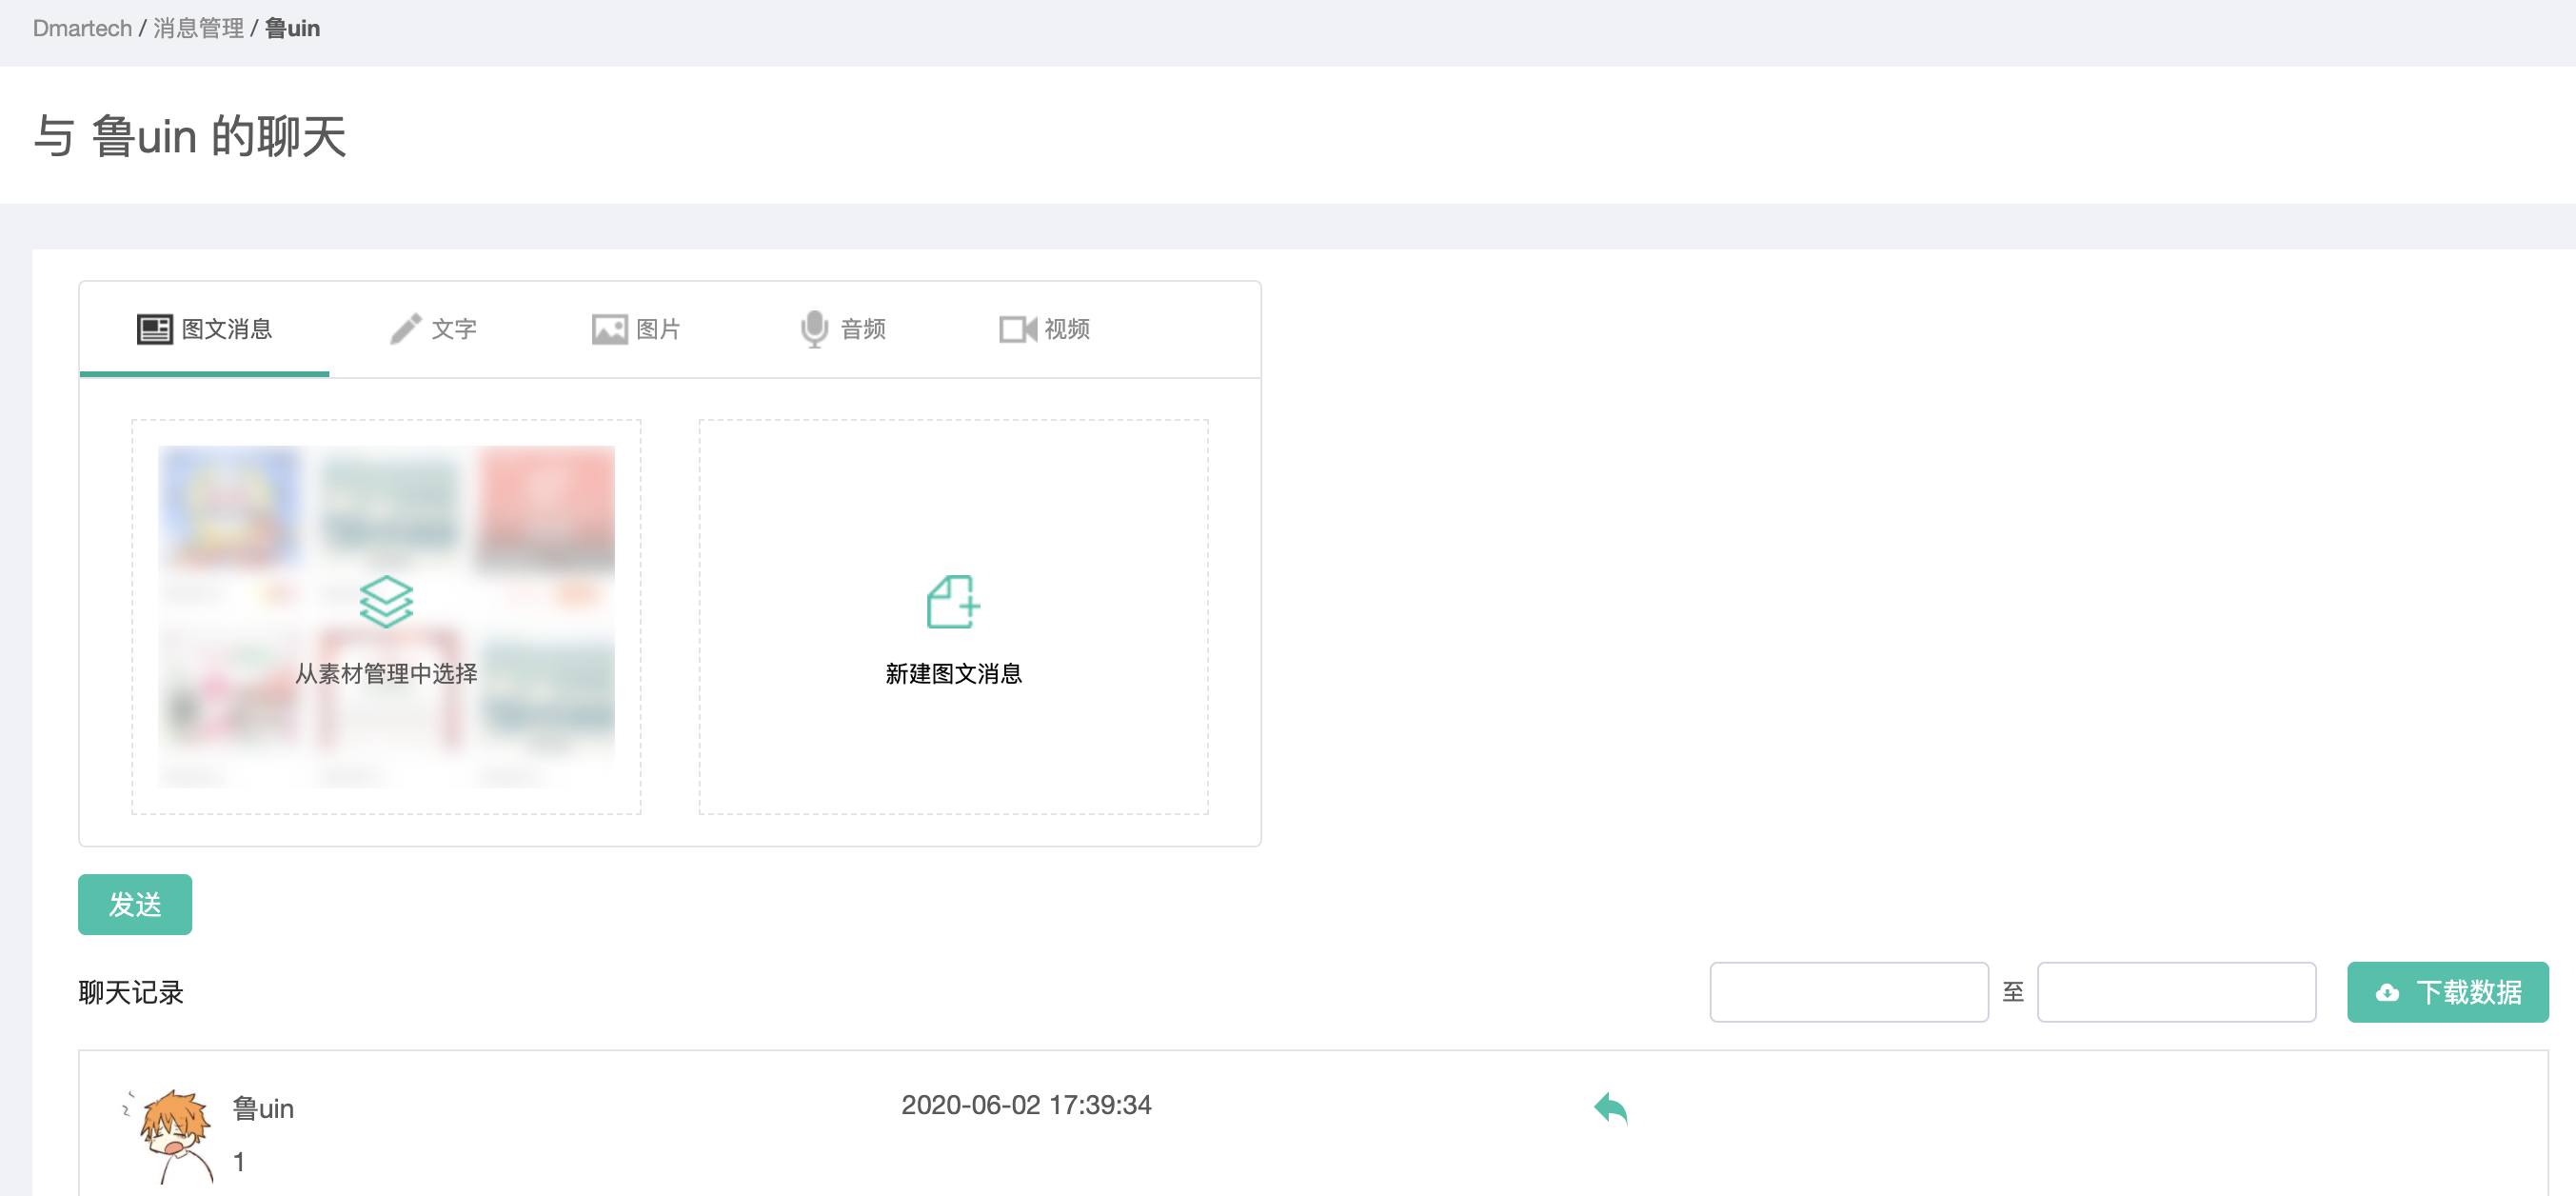 Dmartech / 消息管理 / 鲁uin
与 鲁uin 的聊天
图文消息 文字 图片 音频 视频
从素材管理中选择 新建图文消息
发送
聊天记录 至 下载数据
鲁uin 2020-06-02 17:39:34
1